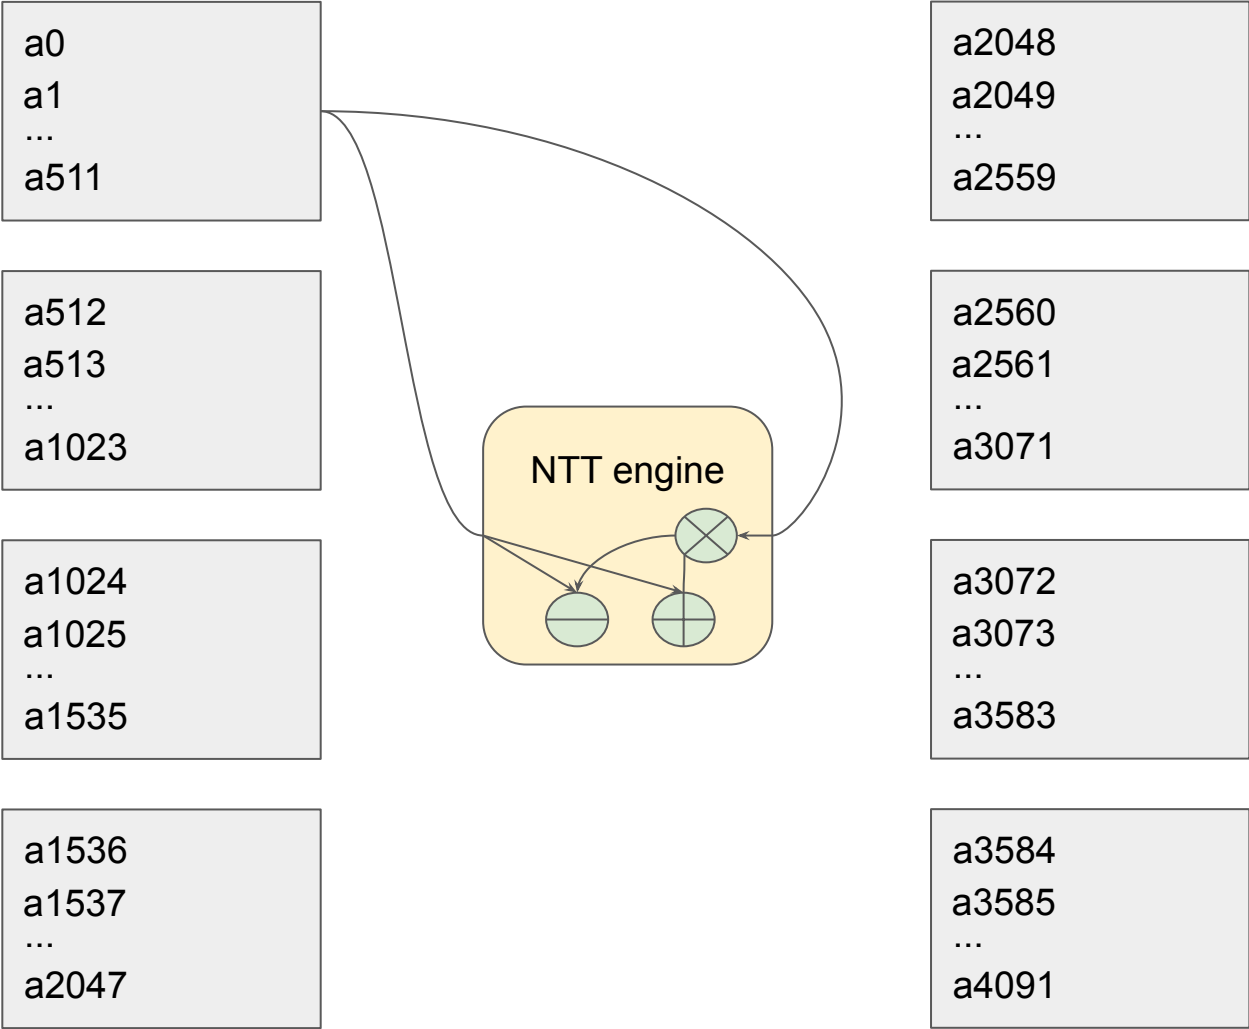 a0
a1
...
a511
a512
a513
...
a1023
a1024
a1025
...
a1535
a1536
a1537
...
a2047
NTT engine
a2048
a2049
...
a2559
a2560
a2561
...
a3071
a3072
a3073
...
a3583
a3584
a3585
...
a4091